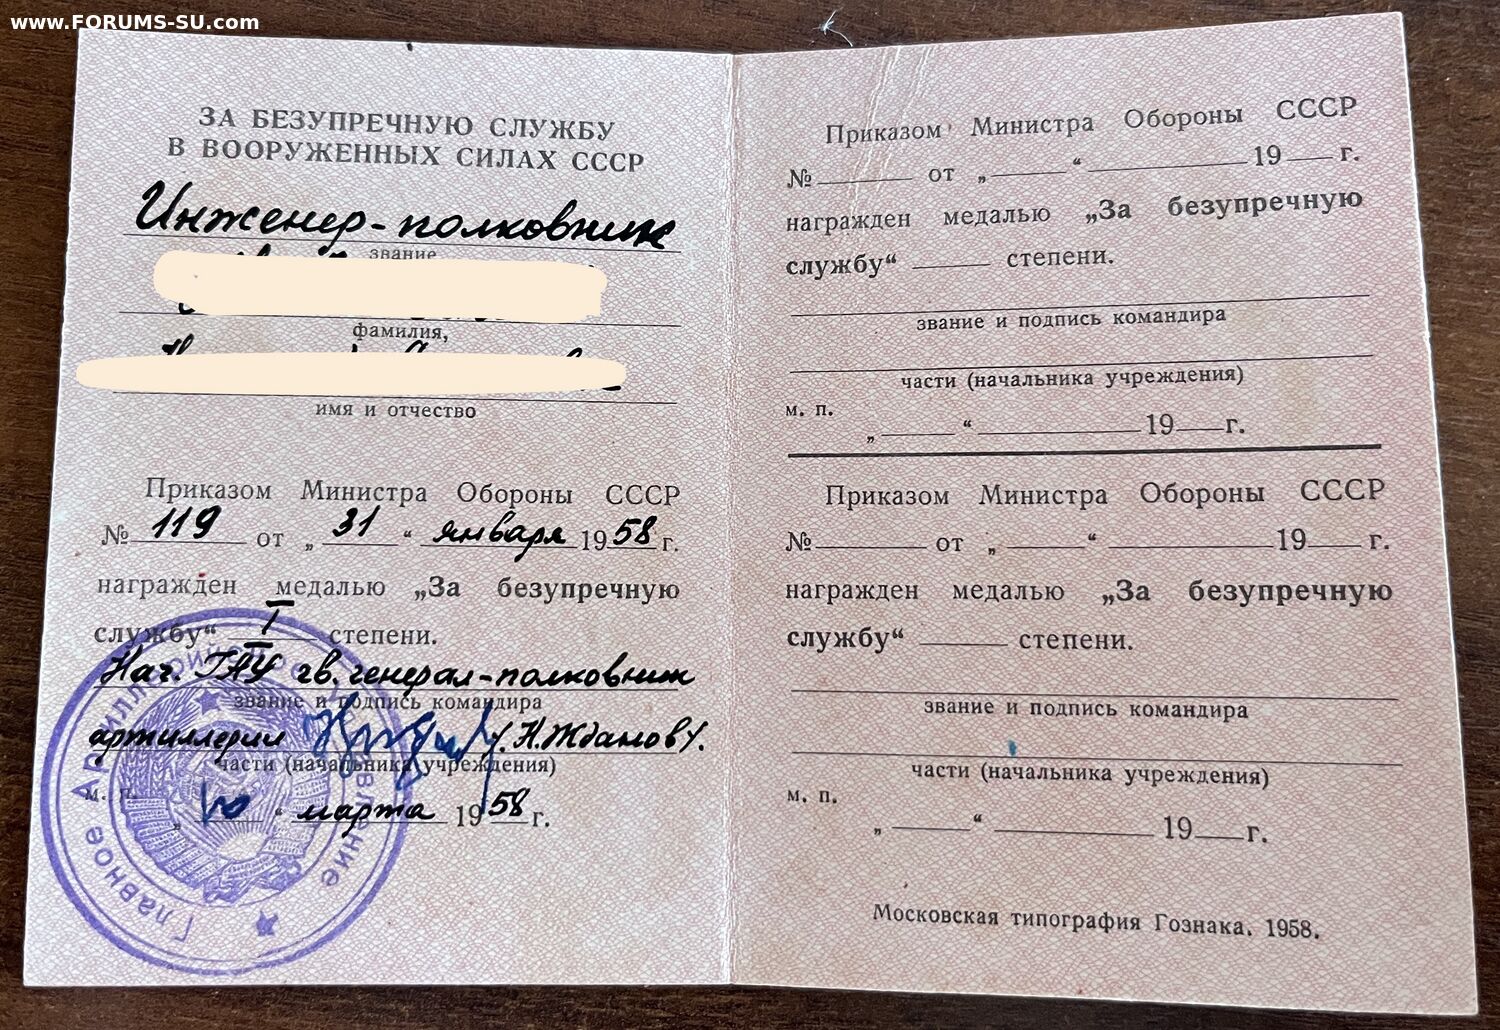 www.FORUMS-SU.com
ЗА БЕЗУПРЕЧНУЮ СЛУЖБУ
В ВООРУЖЕННЫХ СИЛАХ СССР
Инженер-полковник
звание
фамилия,
имя и отчество
Приказом Министра Обороны СССР
№ 119 от „ 31 “ января 1958 г.
награжден медалью „За безупречную
службу“ I степени.
Нач. ГАУ гв. генерал-полковник
звание и подпись командира
артиллерии /.Н.Жданов/.
части (начальника учреждения)
м. п.
„ 10 “ марта 1958 г.
Главное Артиллерийское Управление
Приказом Министра Обороны СССР
№ от „ “ 19 г.
награжден медалью „За безупречную
службу“ степени.
звание и подпись командира
части (начальника учреждения)
м. п.
„ “ 19 г.
Приказом Министра Обороны СССР
№ от „ “ 19 г.
награжден медалью „За безупречную
службу“ степени.
звание и подпись командира
части (начальника учреждения)
м. п.
„ “ 19 г.
Московская типография Гознака. 1958.